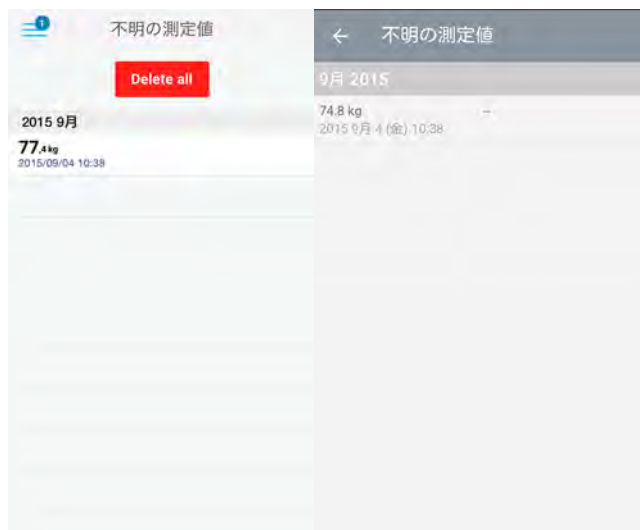 1
不明の測定値
Delete all
2015 9月
77.4kg
2015/09/04 10:38
不明の測定値
9月 2015
74.8 kg --
2015 9月 4 (金) 10:38